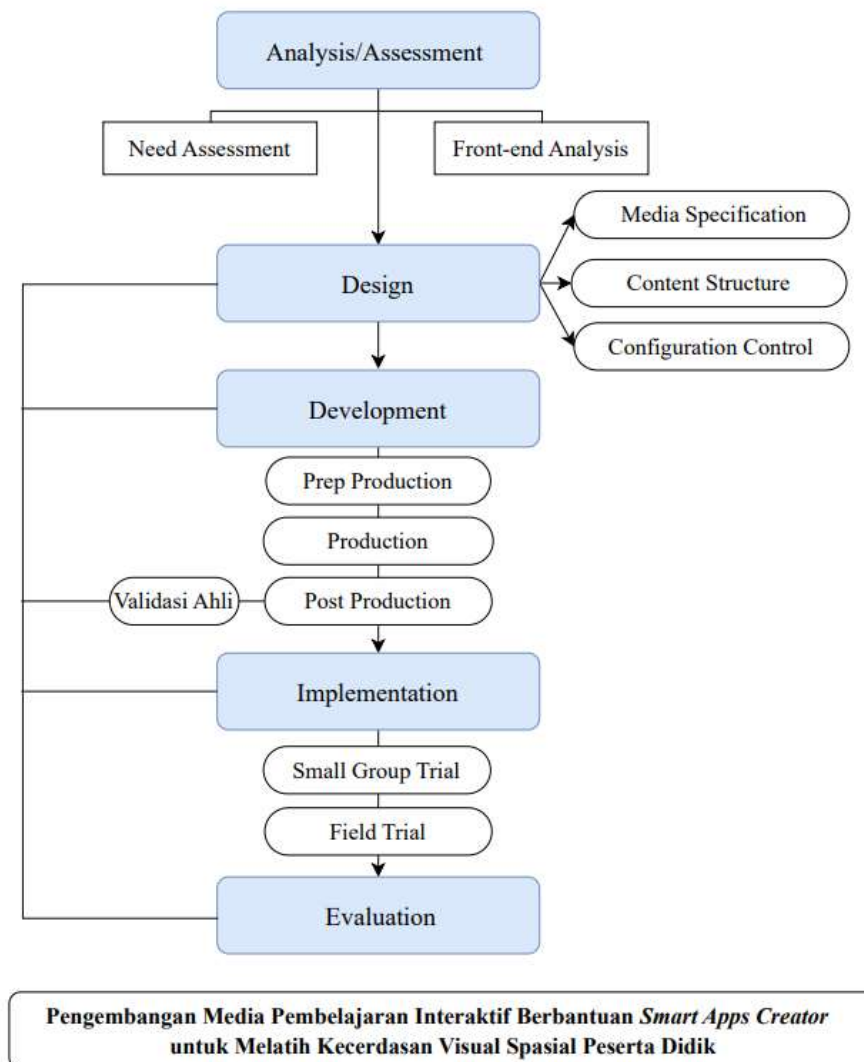 Analysis/Assessment
Need Assessment
Front-end Analysis
Media Specification
Design
Content Structure
Configuration Control
Development
Prep Production
Production
Validasi Ahli
Post Production
Implementation
Small Group Trial
Field Trial
Evaluation
Pengembangan Media Pembelajaran Interaktif Berbantuan Smart Apps Creator
untuk Melatih Kecerdasan Visual Spasial Peserta Didik